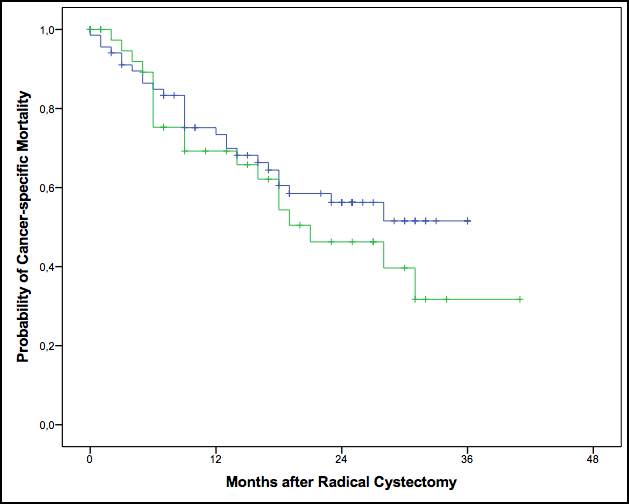 Probability of Cancer-specific Mortality
1,0
0,8
0,6
0,4
0,2
0,0
0 12 24 36 48
Months after Radical Cystectomy